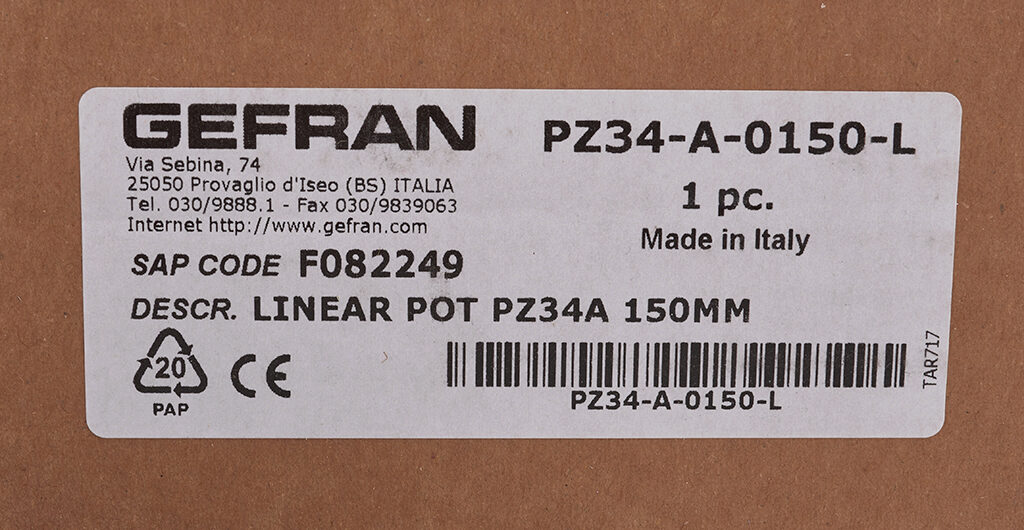 GEFRAN
Via Sebina, 74
25050 Provaglio d'Iseo (BS) ITALIA
Tel. 030/9888.1 - Fax 030/9839063
Internet http://www.gefran.com
PZ34-A-0150-L
1 pc.
Made in Italy
SAP CODE F082249
DESCR. LINEAR POT PZ34A 150MM
20
PAP
CE
PZ34-A-0150-L
TAR717